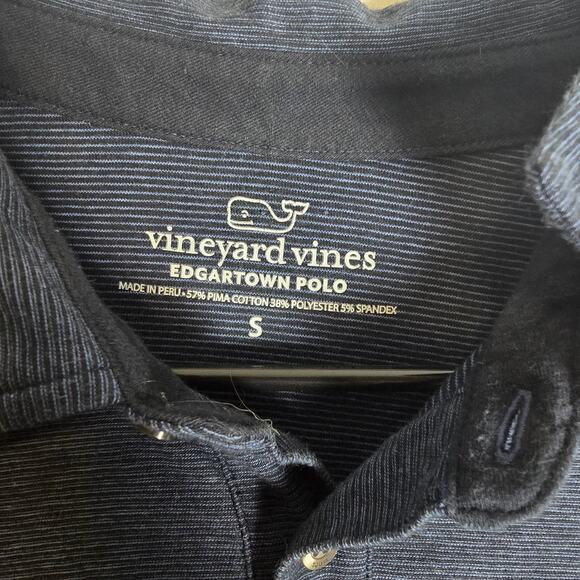 vineyard vines
EDGARTOWN POLO
MADE IN PERU • 57% PIMA COTTON 38% POLYESTER 5% SPANDEX
S